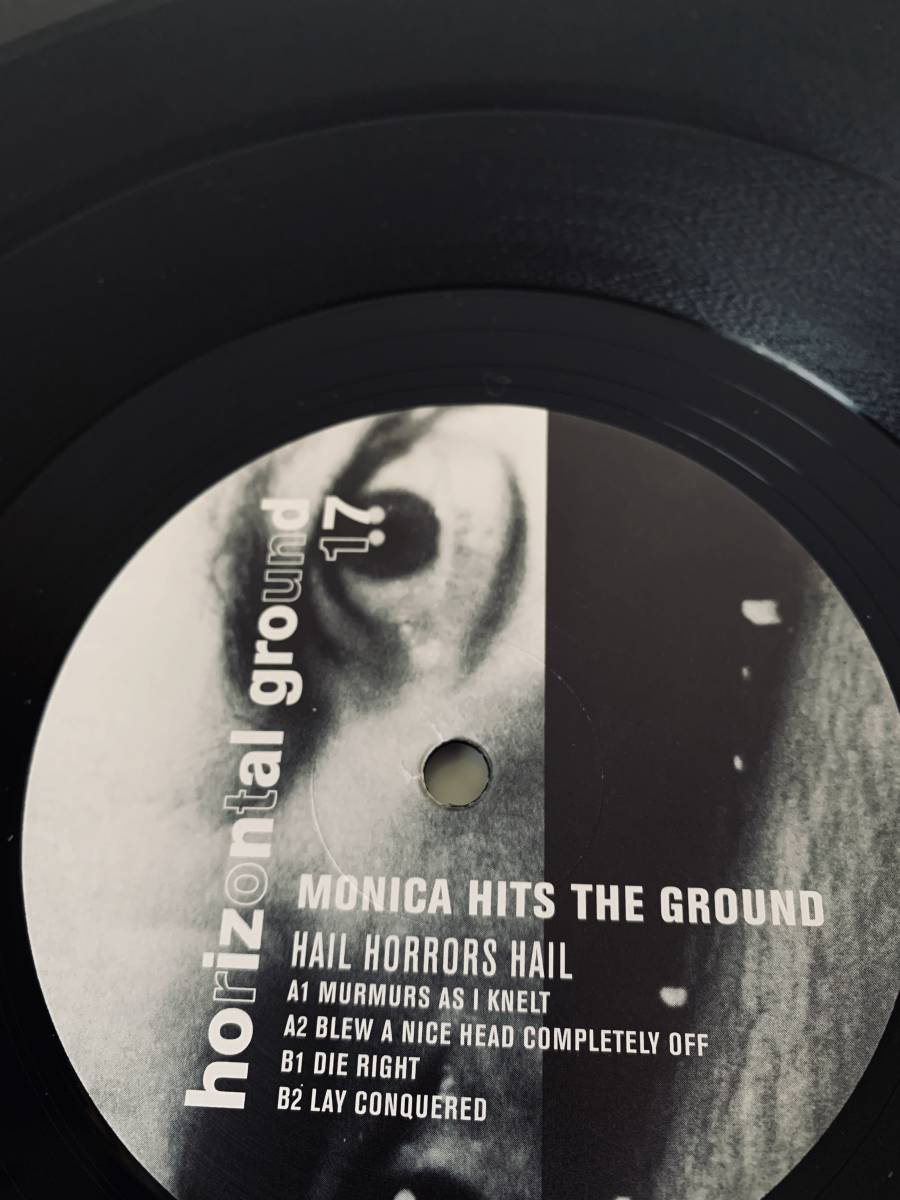 horizontal ground
17
MONICA HITS THE GROUND
HAIL HORRORS HAIL
A1 MURMURS AS I KNELT
A2 BLEW A NICE HEAD COMPLETELY OFF
B1 DIE RIGHT
B2 LAY CONQUERED